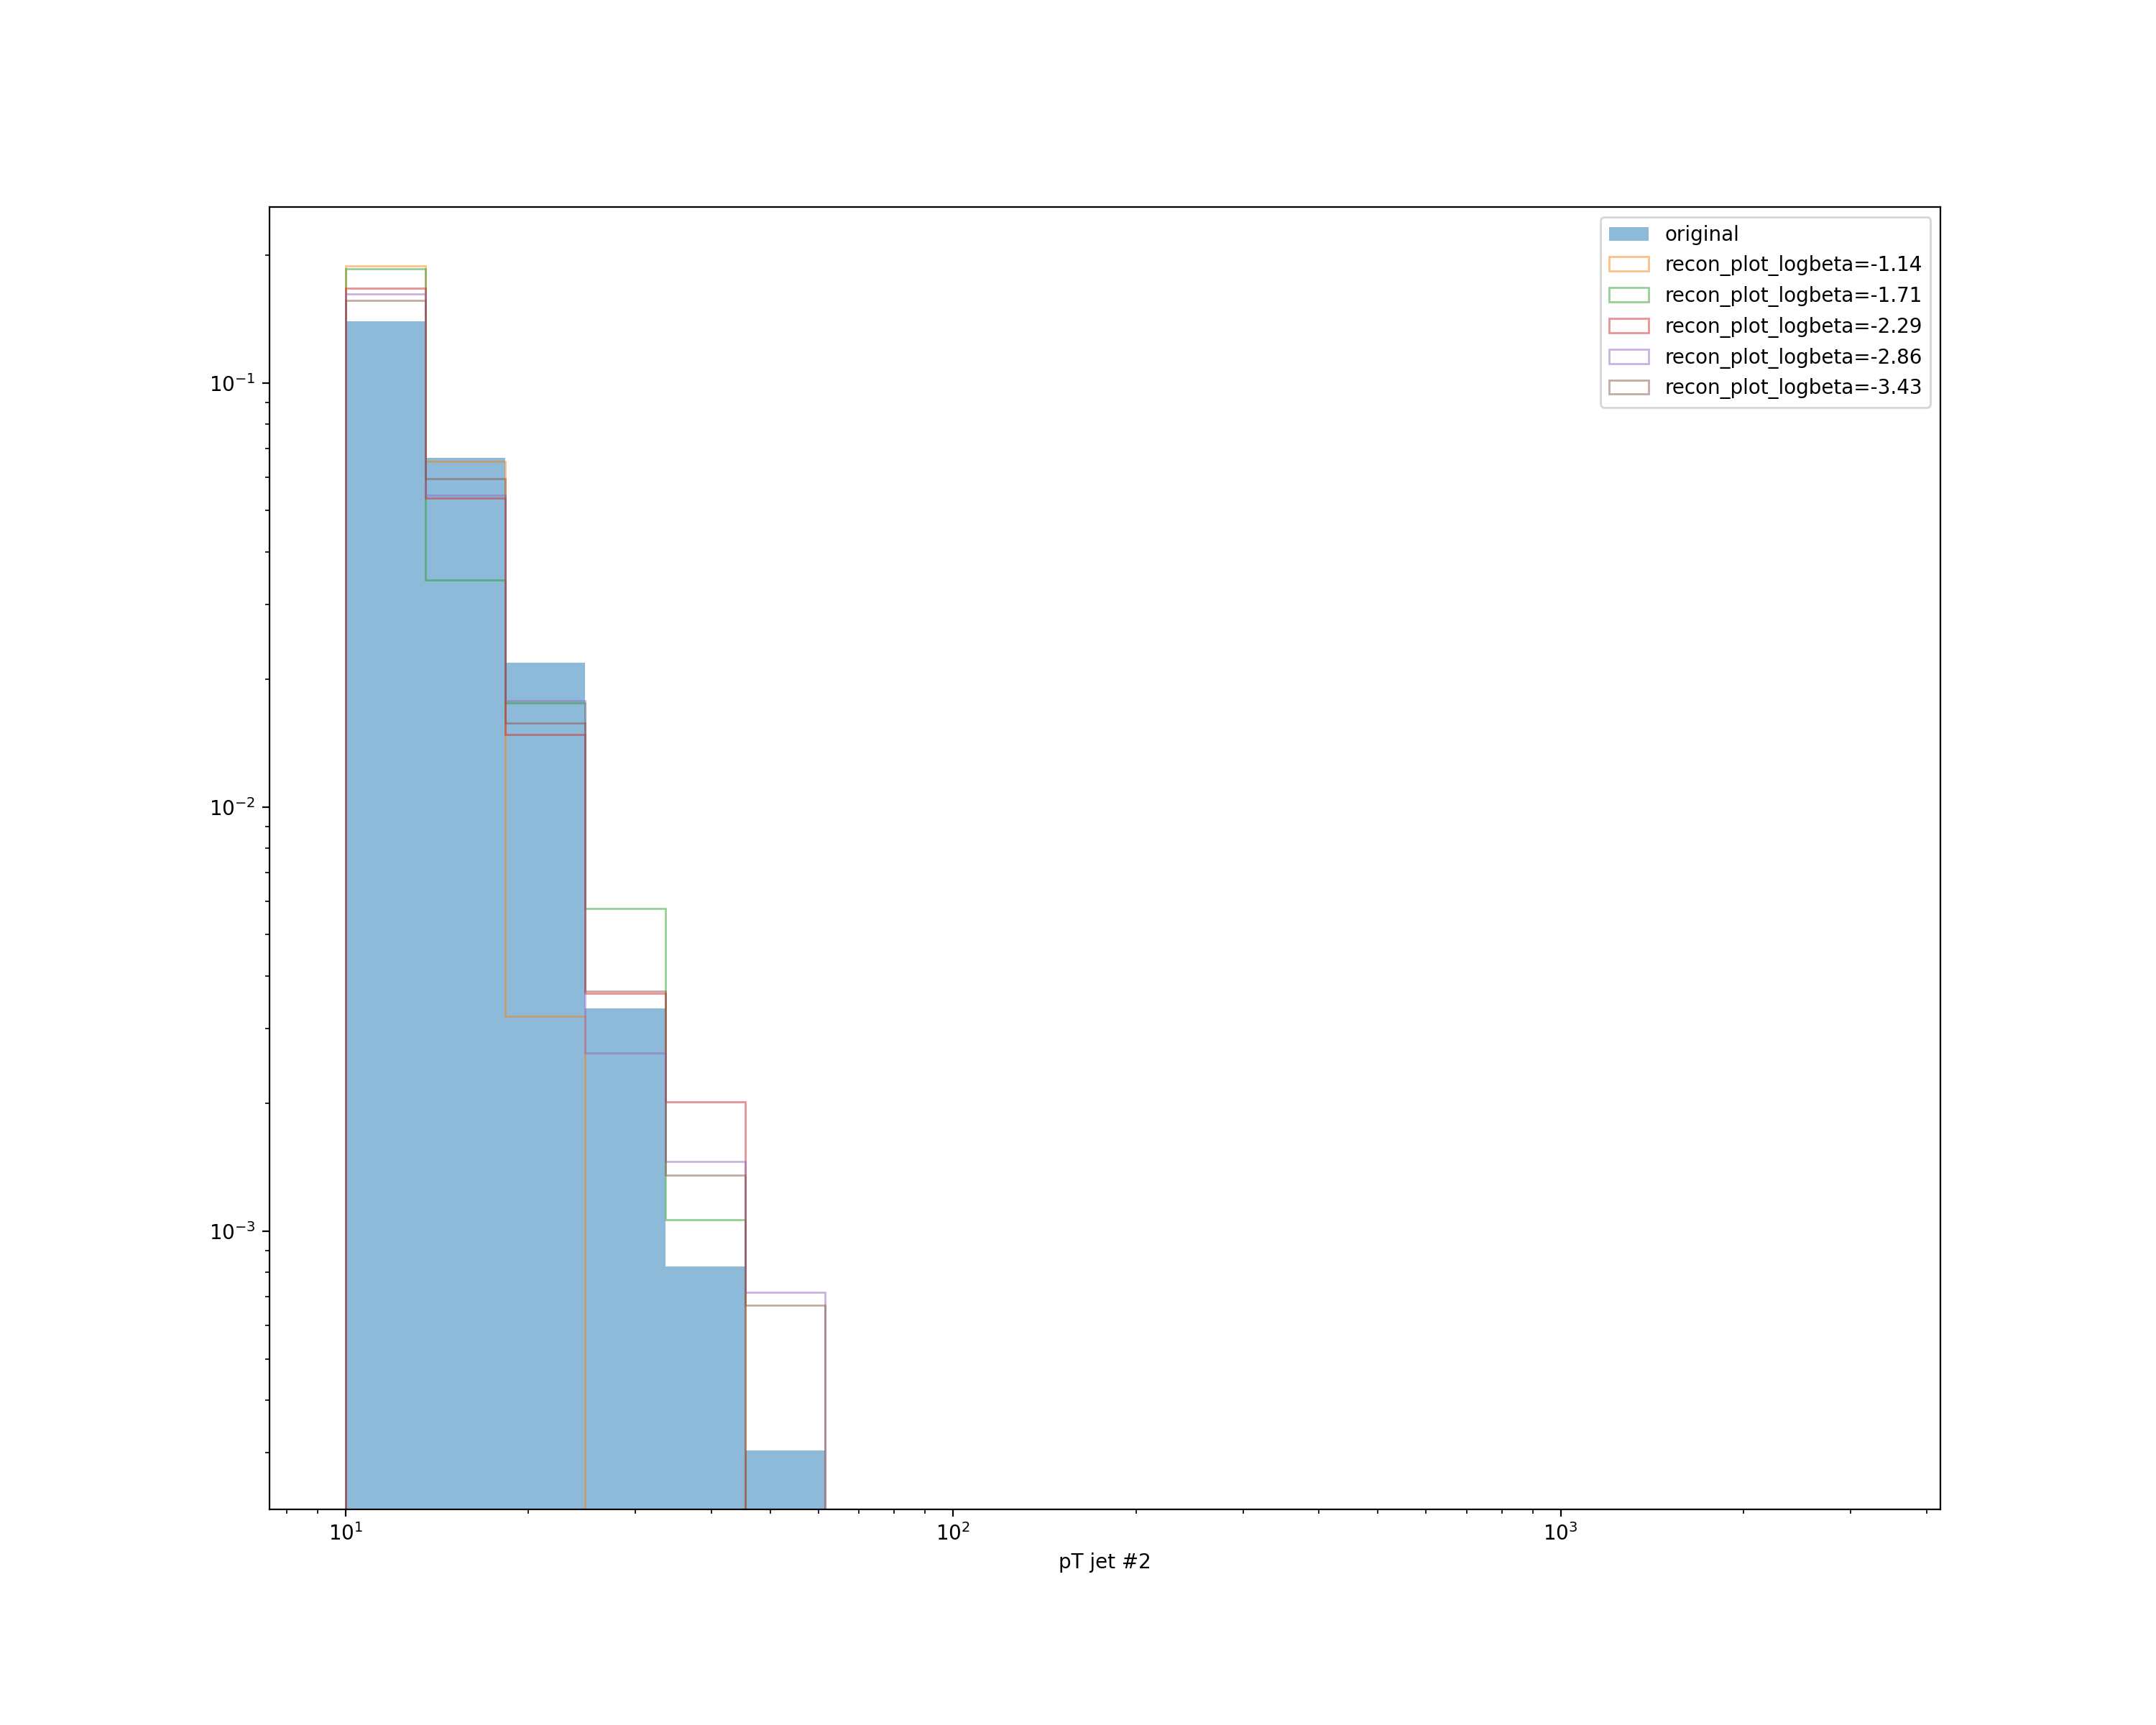 original
recon_plot_logbeta=-1.14
recon_plot_logbeta=-1.71
recon_plot_logbeta=-2.29
recon_plot_logbeta=-2.86
recon_plot_logbeta=-3.43
10⁻¹
10⁻²
10⁻³
10¹ 10² 10³
pT jet #2